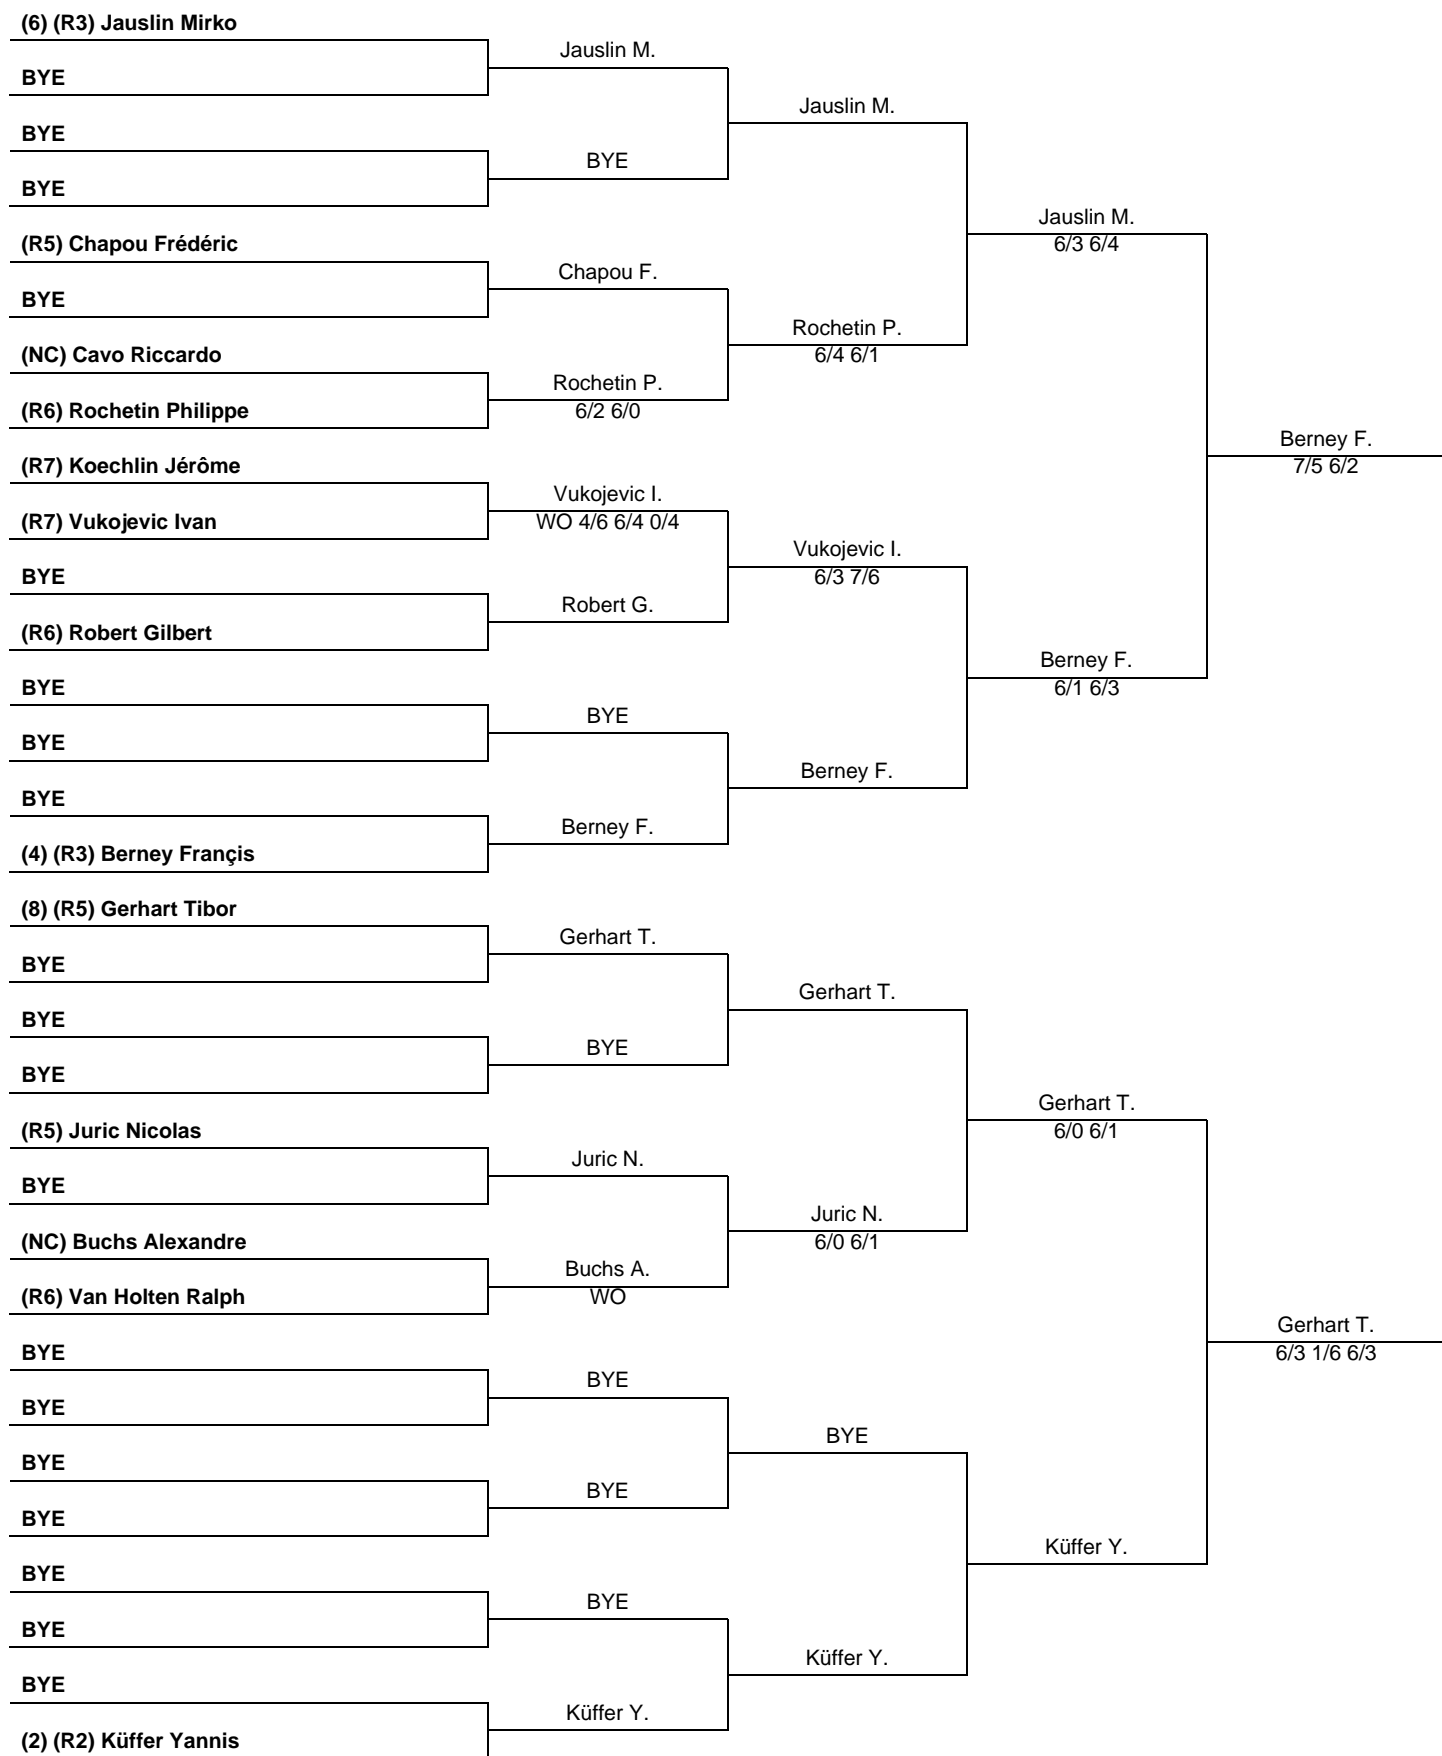 (6) (R3) Jauslin Mirko
Jauslin M.
BYE
Jauslin M.
BYE
BYE
BYE
Jauslin M.
6/3 6/4
(R5) Chapou Frédéric
Chapou F.
BYE
Rochetin P.
6/4 6/1
(NC) Cavo Riccardo
Rochetin P.
6/2 6/0
(R6) Rochetin Philippe
Berney F.
7/5 6/2
(R7) Koechlin Jérôme
Vukojevic I.
WO 4/6 6/4 0/4
(R7) Vukojevic Ivan
Vukojevic I.
6/3 7/6
BYE
Robert G.
(R6) Robert Gilbert
Berney F.
6/1 6/3
BYE
BYE
BYE
Berney F.
BYE
Berney F.
(4) (R3) Berney Françis
(8) (R5) Gerhart Tibor
Gerhart T.
BYE
Gerhart T.
BYE
BYE
BYE
Gerhart T.
6/0 6/1
(R5) Juric Nicolas
Juric N.
BYE
Juric N.
6/0 6/1
(NC) Buchs Alexandre
Buchs A.
WO
(R6) Van Holten Ralph
Gerhart T.
6/3 1/6 6/3
BYE
BYE
BYE
BYE
BYE
BYE
BYE
Küffer Y.
BYE
BYE
BYE
Küffer Y.
BYE
Küffer Y.
(2) (R2) Küffer Yannis